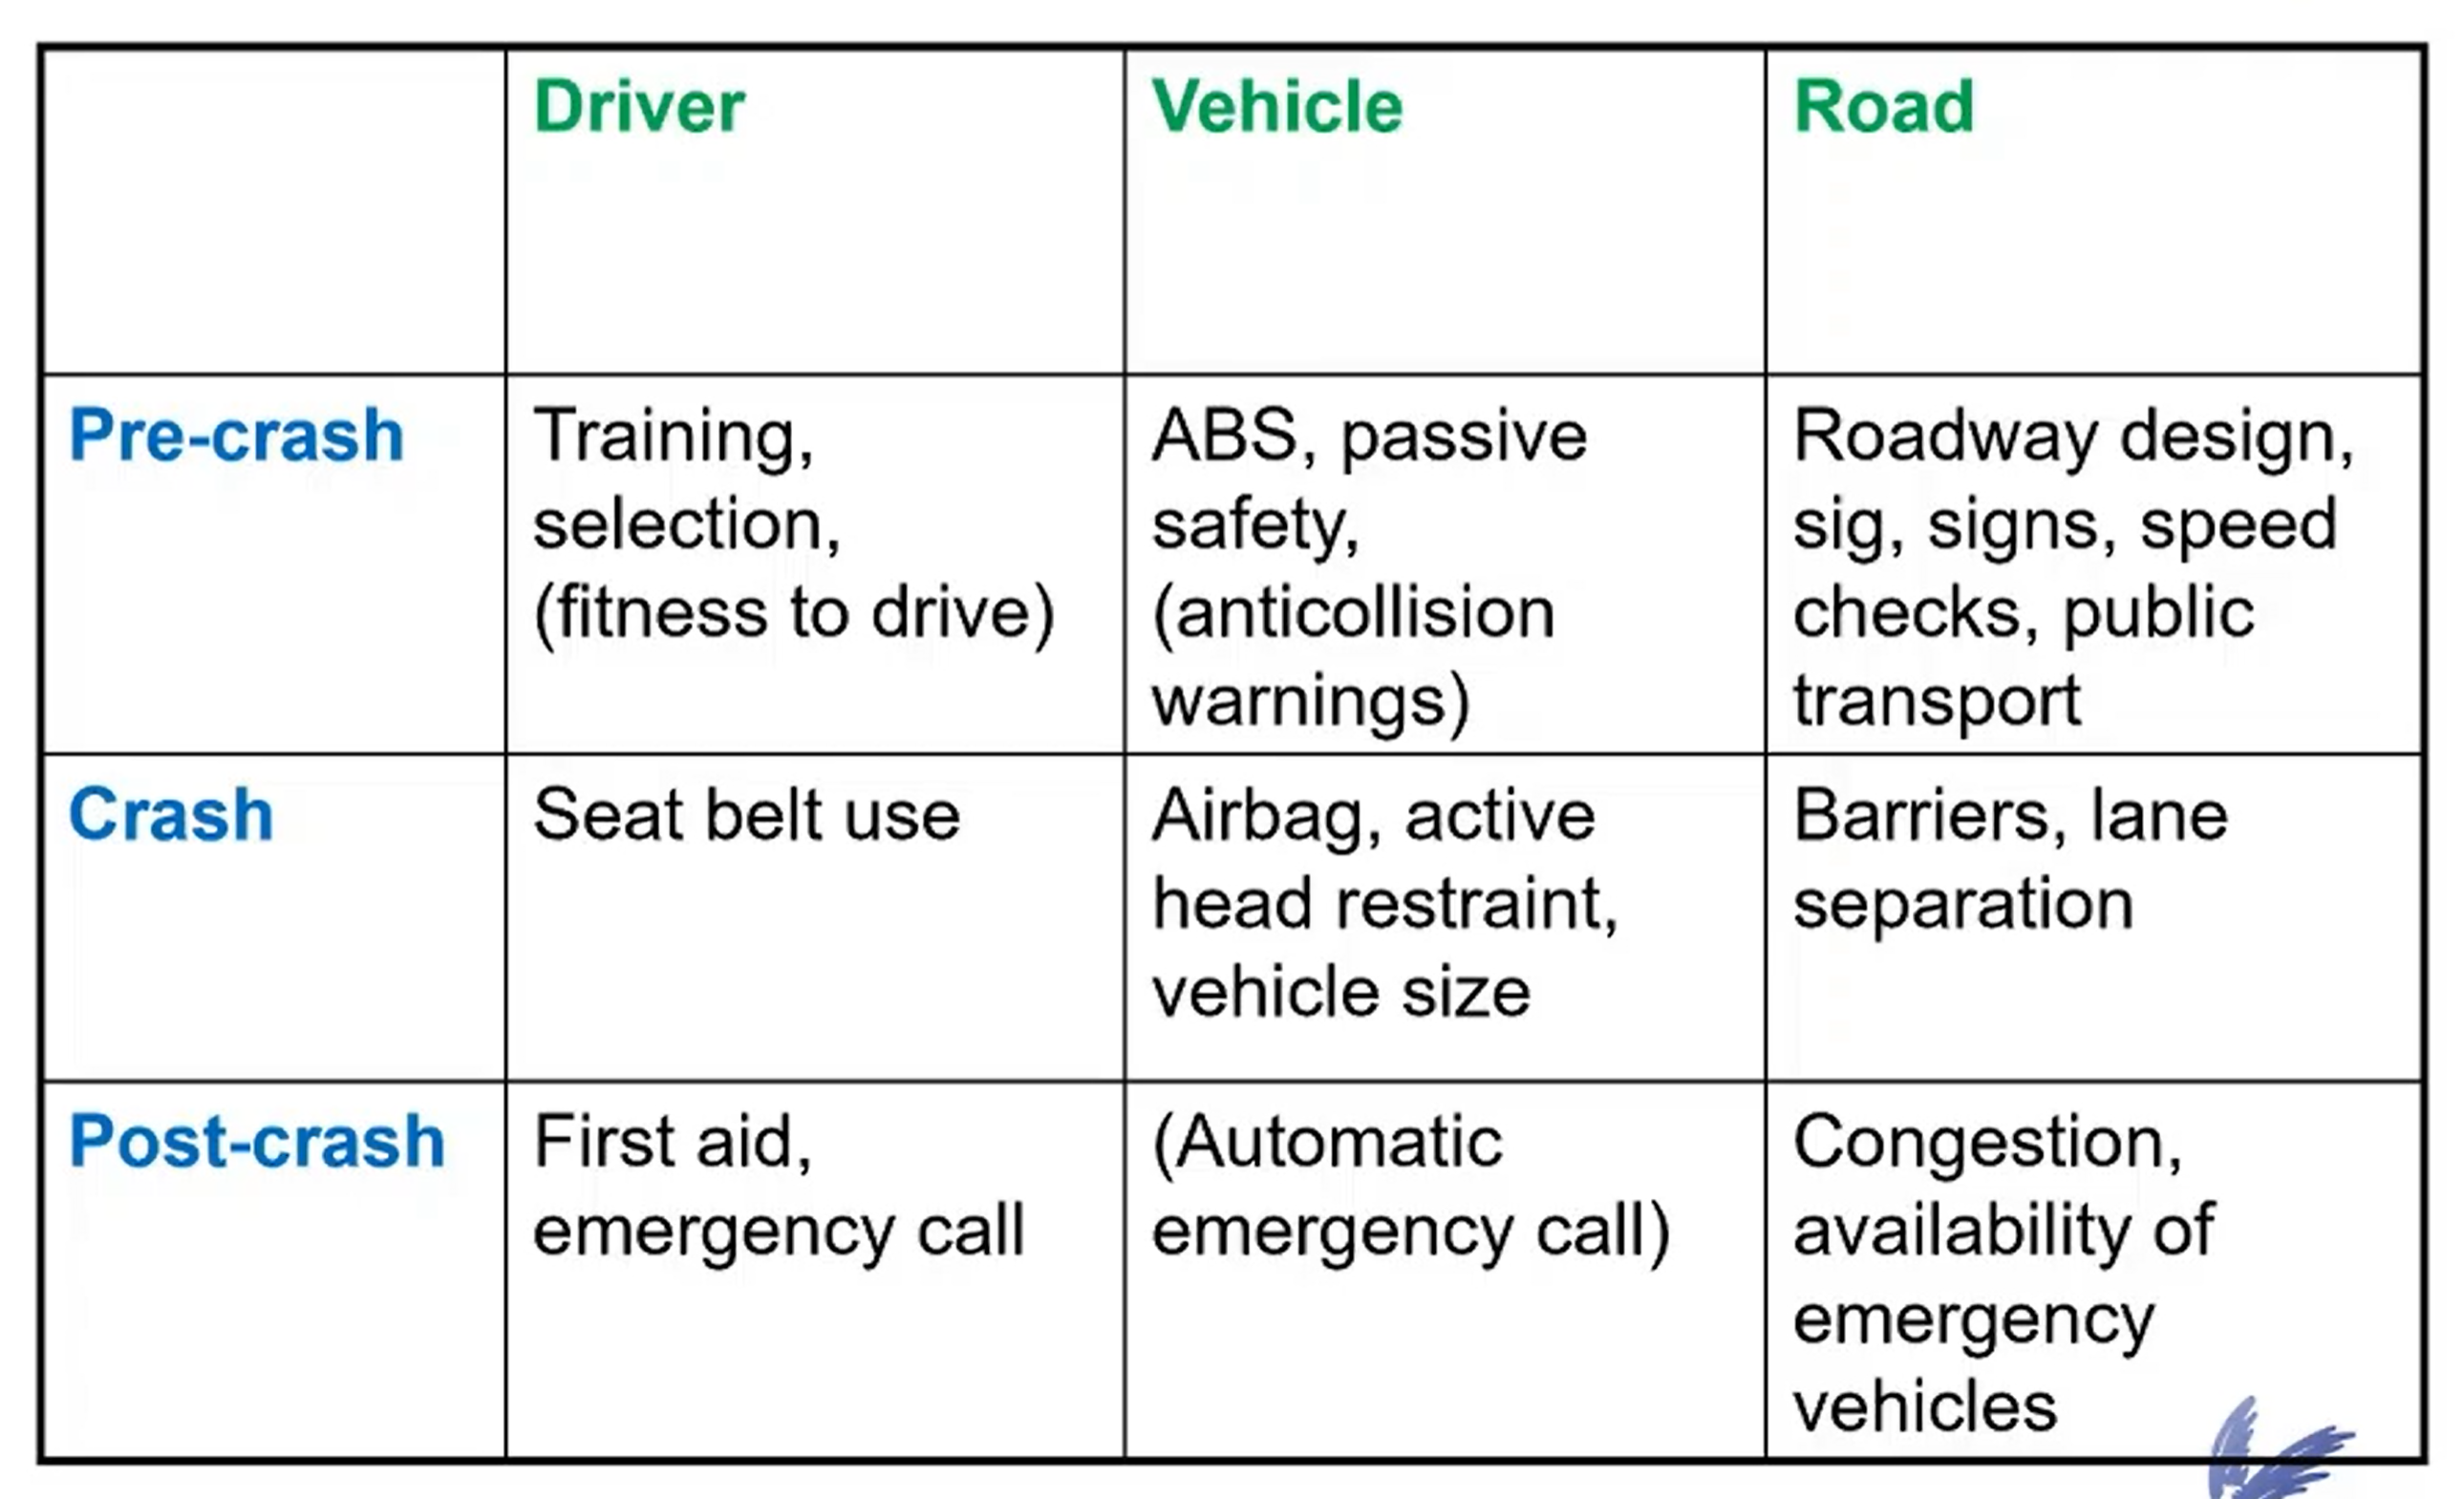 Driver
Vehicle
Road
Pre-crash
Training,
selection,
(fitness to drive)
ABS, passive
safety,
(anticollision
warnings)
Roadway design,
sig, signs, speed
checks, public
transport
Crash
Seat belt use
Airbag, active
head restraint,
vehicle size
Barriers, lane
separation
Post-crash
First aid,
emergency call
(Automatic
emergency call)
Congestion,
availability of
emergency
vehicles